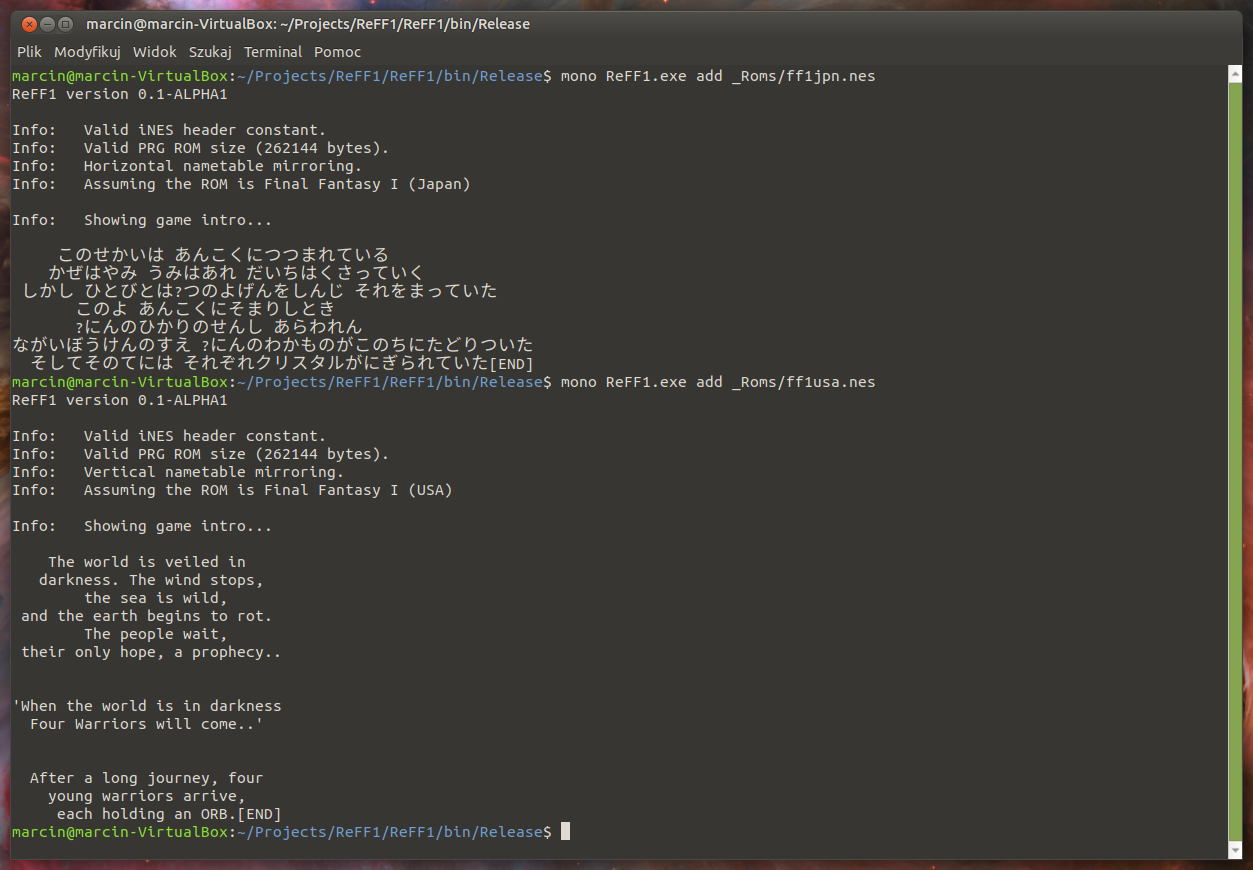 marcin@marcin-VirtualBox: ~/Projects/ReFF1/ReFF1/bin/Release
Plik Modyfikuj Widok Szukaj Terminal Pomoc
marcin@marcin-VirtualBox:~/Projects/ReFF1/ReFF1/bin/Release$ mono ReFF1.exe add _Roms/ff1jpn.nes
ReFF1 version 0.1-ALPHA1
Info: Valid iNES header constant.
Info: Valid PRG ROM size (262144 bytes).
Info: Horizontal nametable mirroring.
Info: Assuming the ROM is Final Fantasy I (Japan)
Info: Showing game intro...
このせかいは あんこくにつつまれている
かぜはやみ うみはあれ だいちはくさっていく
しかし ひとびとは?つのよげんをしんじ それをまっていた
このよ あんこくにそまりしとき
?にんのひかりのせんし あらわれん
ながいぼうけんのすえ ?にんのわかものがこのちにたどりついた
そしてそのてには それぞれクリスタルがにぎられていた[END]
marcin@marcin-VirtualBox:~/Projects/ReFF1/ReFF1/bin/Release$ mono ReFF1.exe add _Roms/ff1usa.nes
ReFF1 version 0.1-ALPHA1
Info: Valid iNES header constant.
Info: Valid PRG ROM size (262144 bytes).
Info: Vertical nametable mirroring.
Info: Assuming the ROM is Final Fantasy I (USA)
Info: Showing game intro...
The world is veiled in
darkness. The wind stops,
the sea is wild,
and the earth begins to rot.
The people wait,
their only hope, a prophecy..
'When the world is in darkness
Four Warriors will come..'
After a long journey, four
young warriors arrive,
each holding an ORB.[END]
marcin@marcin-VirtualBox:~/Projects/ReFF1/ReFF1/bin/Release$